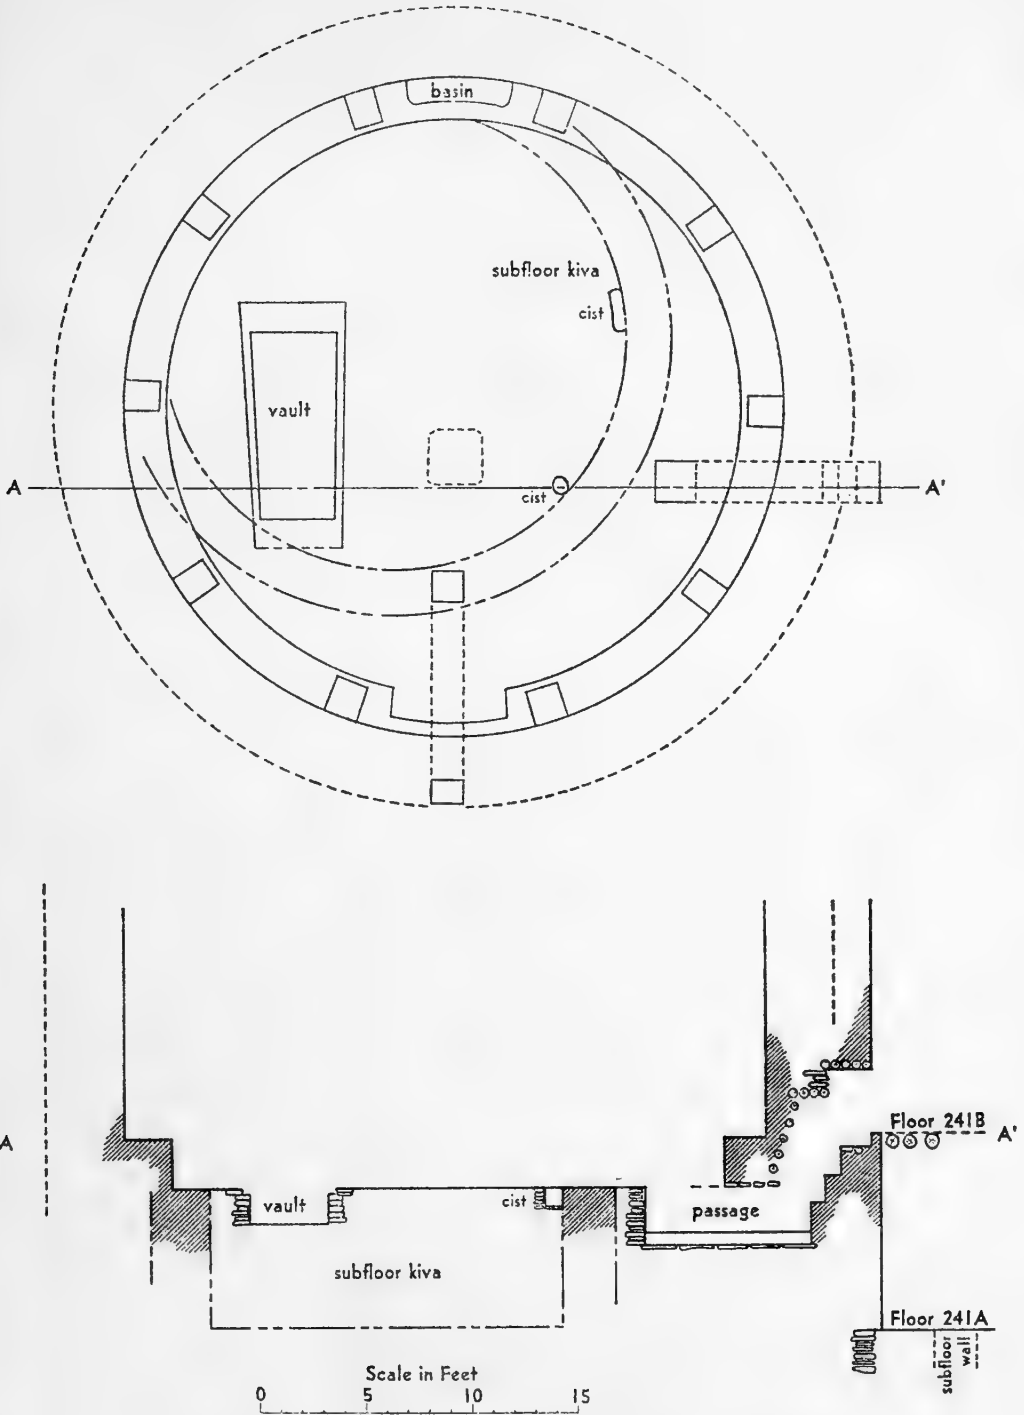 basin
subfloor kiva
cist
vault
A
A'
cist
Floor 241B
A
A'
vault
cist
passage
subfloor kiva
Floor 241A
subfloor
wall
Scale in Feet
0 5 10 15